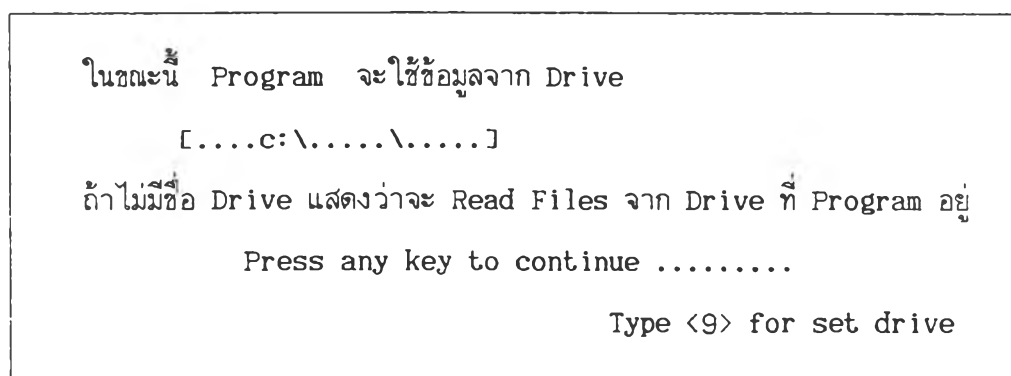 ในขณะนี้ Program จะใช้ข้อมูลจาก Drive
[....c:\.....\.....]
ถ้าไม่มีชื่อ Drive แสดงว่าจะ Read Files จาก Drive ที่ Program อยู่
Press any key to continue .........
Type <9> for set drive